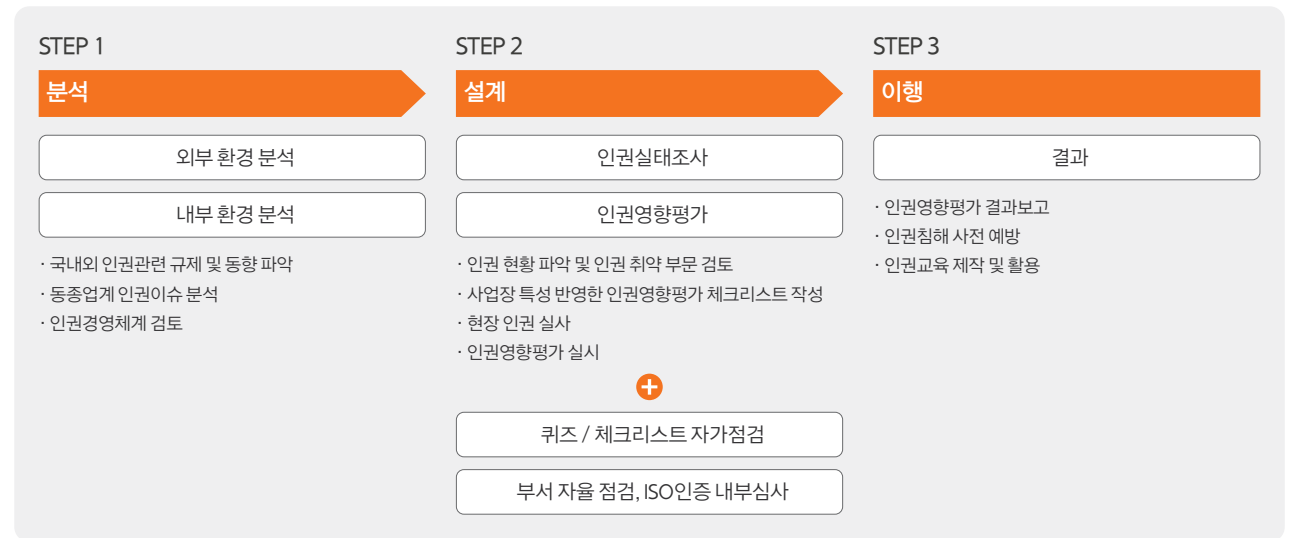 STEP 1
분석
외부 환경 분석
내부 환경 분석
· 국내외 인권관련 규제 및 동향 파악
· 동종업계 인권이슈 분석
· 인권경영체계 검토
STEP 2
설계
인권실태조사
인권영향평가
· 인권 현황 파악 및 인권 취약 부문 검토
· 사업장 특성 반영한 인권영향평가 체크리스트 작성
· 현장 인권 실사
· 인권영향평가 실시
+
퀴즈 / 체크리스트 자가점검
부서 자율 점검, ISO인증 내부심사
STEP 3
이행
결과
· 인권영향평가 결과보고
· 인권침해 사전 예방
· 인권교육 제작 및 활용